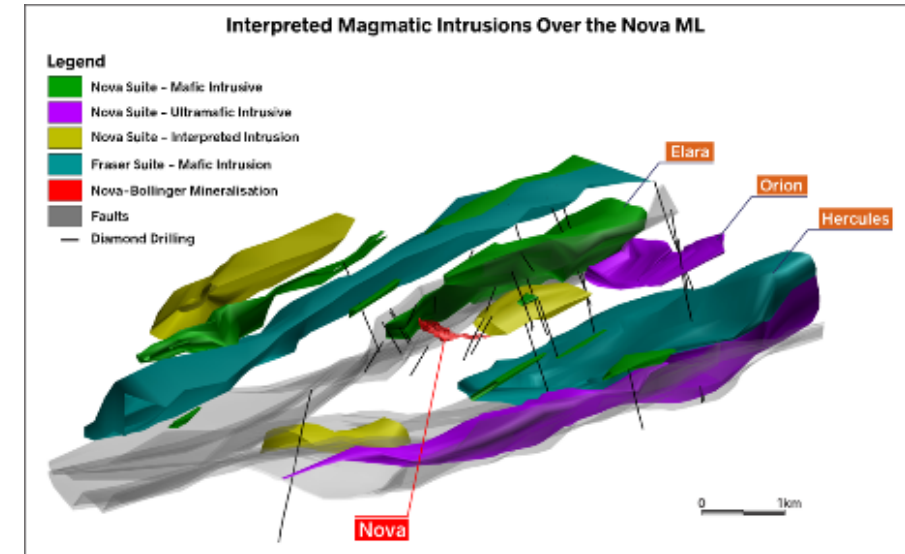 Interpreted Magmatic Intrusions Over the Nova ML
Legend
Nova Suite – Mafic Intrusive
Nova Suite – Ultramafic Intrusive
Nova Suite – Interpreted Intrusion
Fraser Suite – Mafic Intrusion
Nova-Bollinger Mineralisation
Faults
Diamond Drilling
Elara
Orion
Hercules
Nova
0 1km